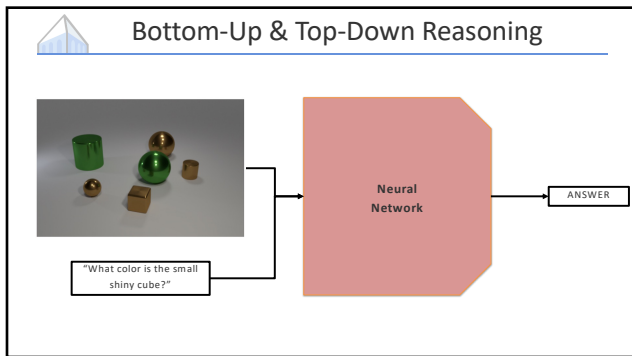 Bottom-Up & Top-Down Reasoning
Neural
Network
ANSWER
“What color is the small
shiny cube?”